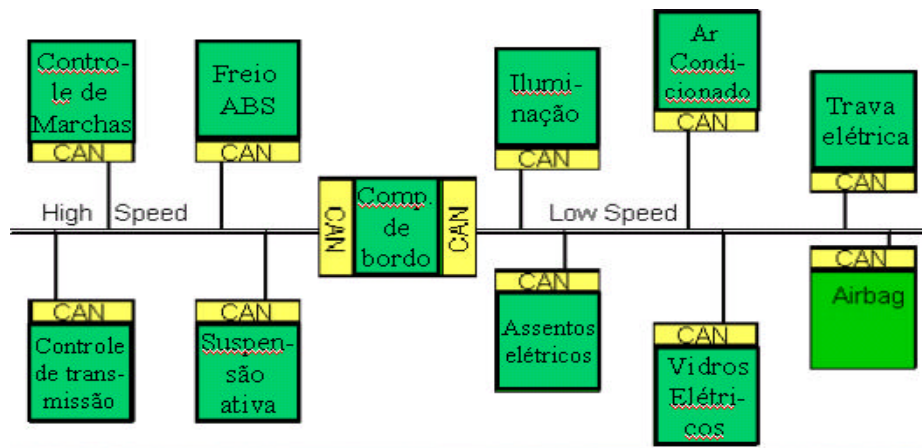 Contro-
le de
Marchas
CAN
Freio
ABS
CAN
Ilumi-
nação
CAN
Ar
Condi-
cionado
CAN
Trava
elétrica
CAN
High Speed
CAN
Comp.
de
bordo
CAN
Low Speed
CAN
Controle
de trans-
missão
CAN
Suspen-
são
ativa
CAN
Assentos
elétricos
CAN
Vidros
Elétri-
cos
CAN
Airbag